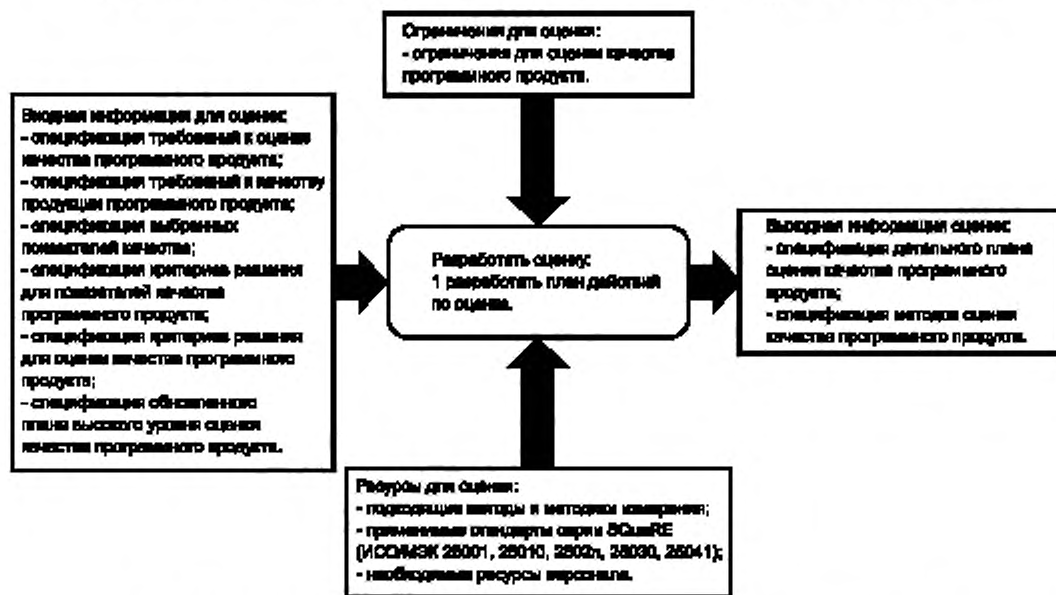 Ограничения для оценки:
- ограничения для оценки качества
программного продукта.
Входная информация для оценки:
- спецификация требований к оценке
качества программного продукта;
- спецификация требований к качеству
продукции программного продукта;
- спецификация выбранных
показателей качества;
- спецификация критериев решения
для показателей качества
программного продукта;
- спецификация критериев решения
для оценки качества программного
продукта;
- спецификация обновленного
плана высокого уровня оценки
качества программного продукта.
Разработать оценку:
1 разработать план действий
по оценке.
Выходная информация оценки:
- спецификация детального плана
оценки качества программного
продукта;
- спецификация методов оценки
качества программного продукта.
Ресурсы для оценки:
- подходящие методы и методики измерения;
- применимые стандарты серии SQuaRE
(ИСО/МЭК 25001, 25010, 2502n, 25030, 25041);
- необходимые ресурсы персонала.